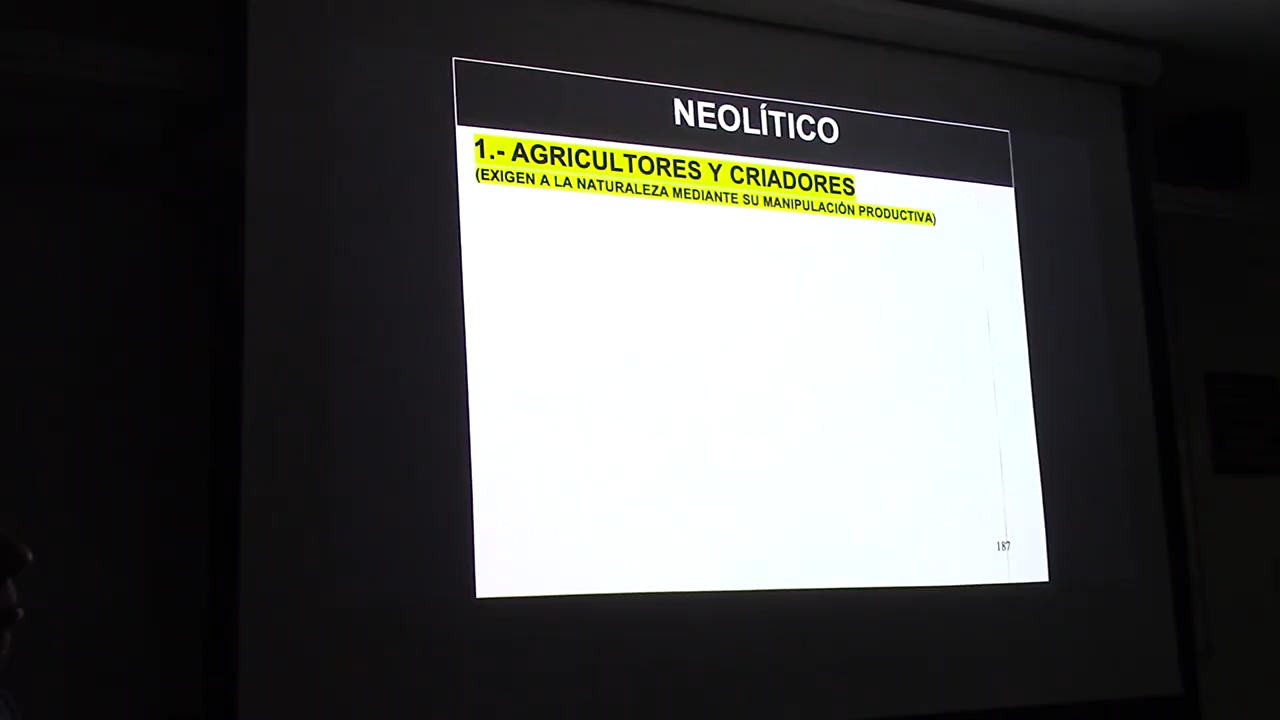 NEOLÍTICO
1.- AGRICULTORES Y CRIADORES
(EXIGEN A LA NATURALEZA MEDIANTE SU MANIPULACIÓN PRODUCTIVA)
187